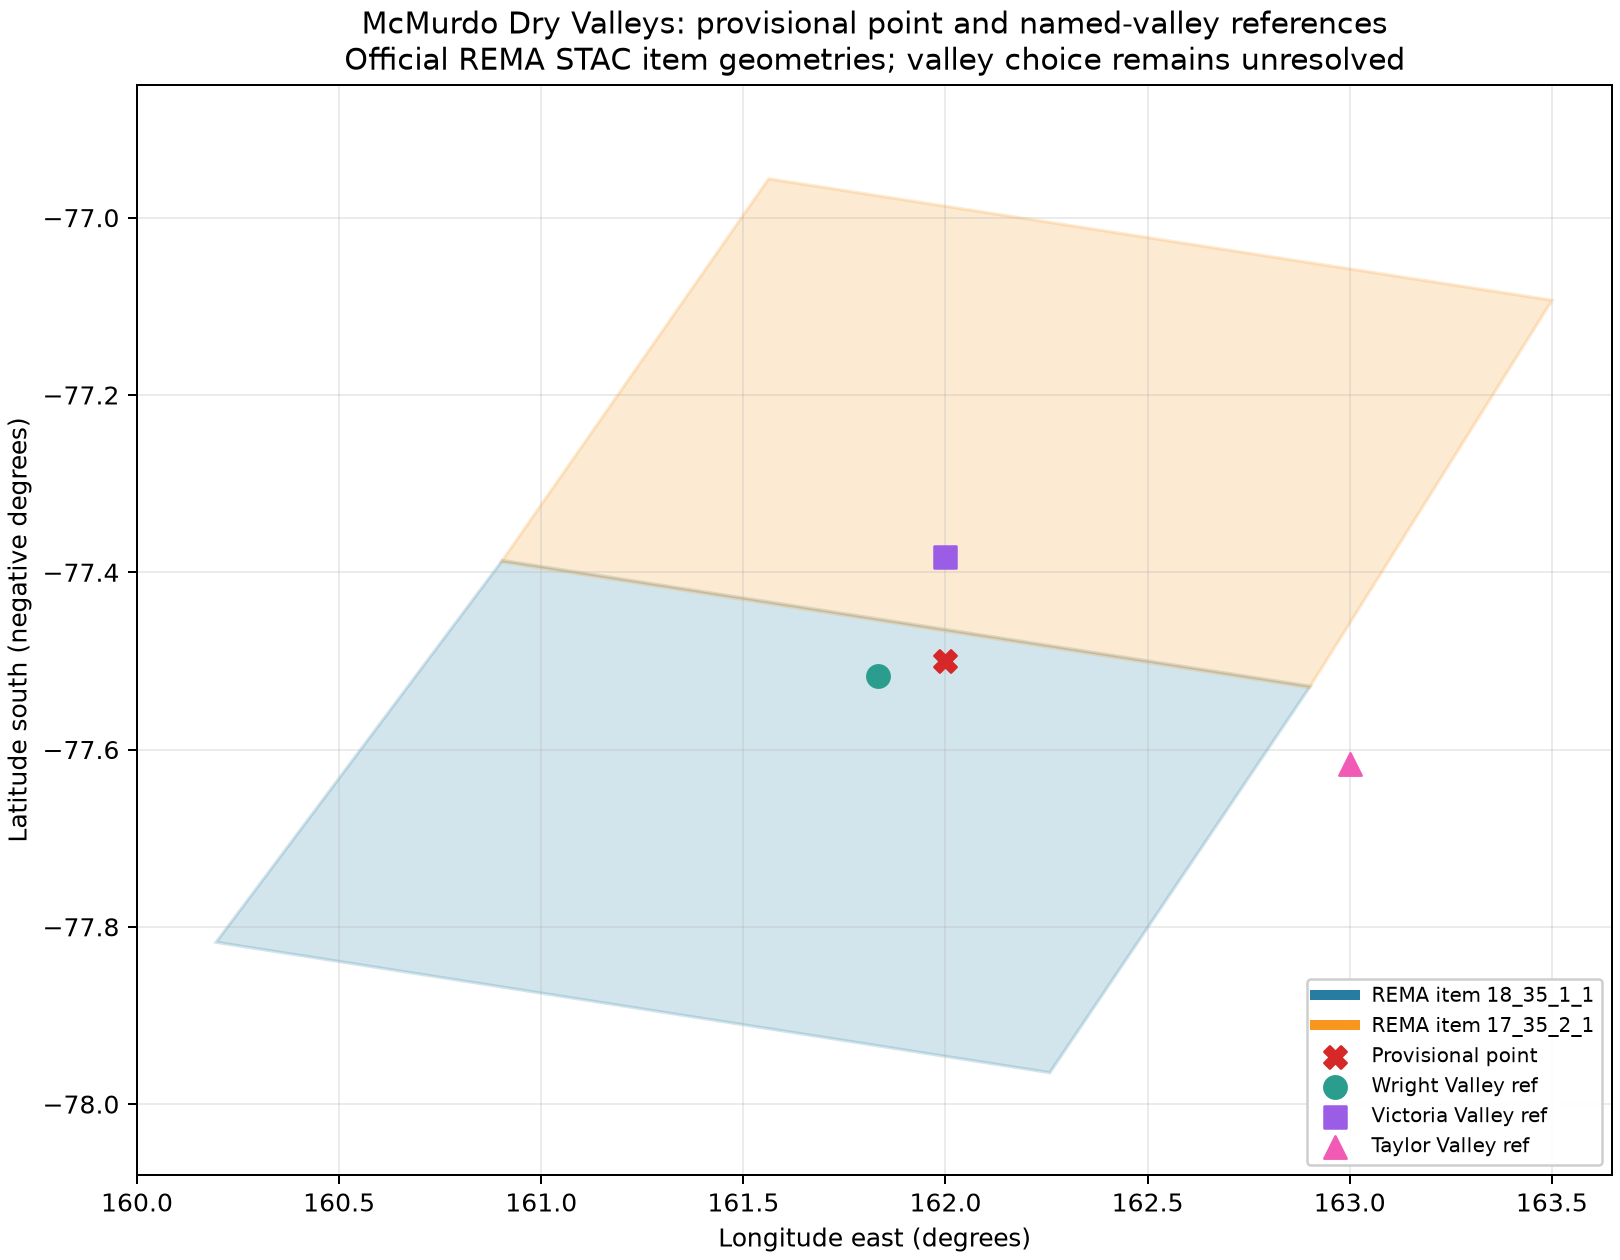 McMurdo Dry Valleys: provisional point and named-valley references
Official REMA STAC item geometries; valley choice remains unresolved
Latitude south (negative degrees)
−77.0
−77.2
−77.4
−77.6
−77.8
−78.0
REMA item 18_35_1_1
REMA item 17_35_2_1
Provisional point
Wright Valley ref
Victoria Valley ref
Taylor Valley ref
160.0 160.5 161.0 161.5 162.0 162.5 163.0 163.5
Longitude east (degrees)